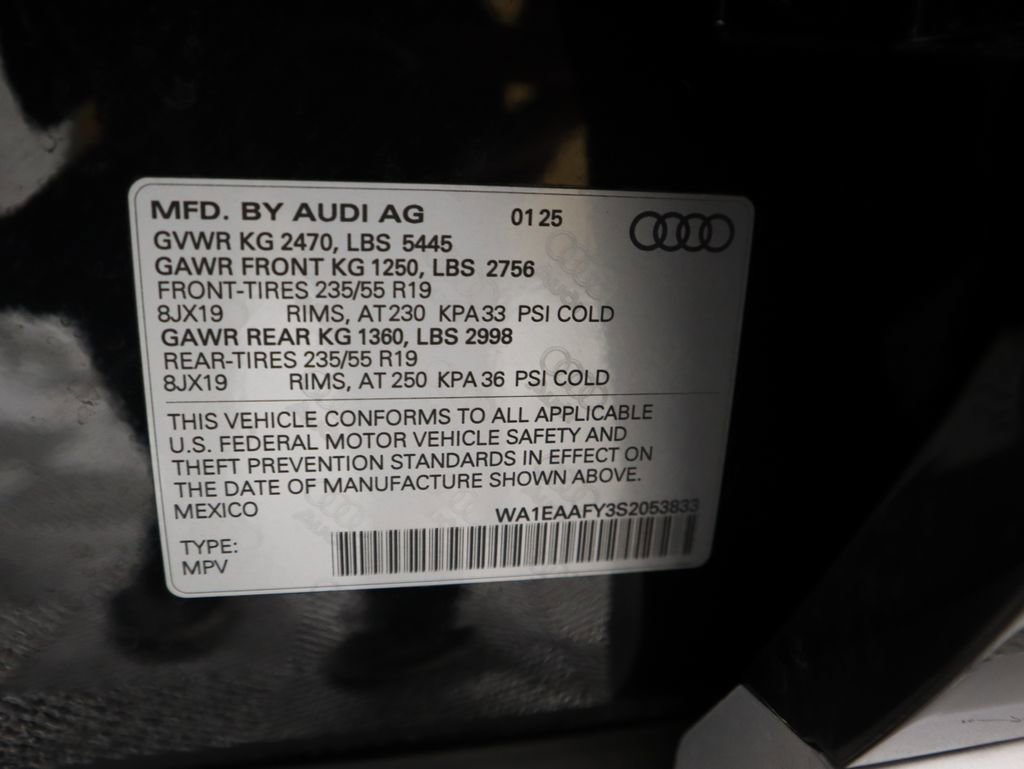 MFD. BY AUDI AG 01 25
GVWR KG 2470, LBS 5445
GAWR FRONT KG 1250, LBS 2756
FRONT-TIRES 235/55 R19
8JX19 RIMS, AT 230 KPA 33 PSI COLD
GAWR REAR KG 1360, LBS 2998
REAR-TIRES 235/55 R19
8JX19 RIMS, AT 250 KPA 36 PSI COLD
THIS VEHICLE CONFORMS TO ALL APPLICABLE
U.S. FEDERAL MOTOR VEHICLE SAFETY AND
THEFT PREVENTION STANDARDS IN EFFECT ON
THE DATE OF MANUFACTURE SHOWN ABOVE.
MEXICO
WA1EAAFY3S2053833
TYPE:
MPV